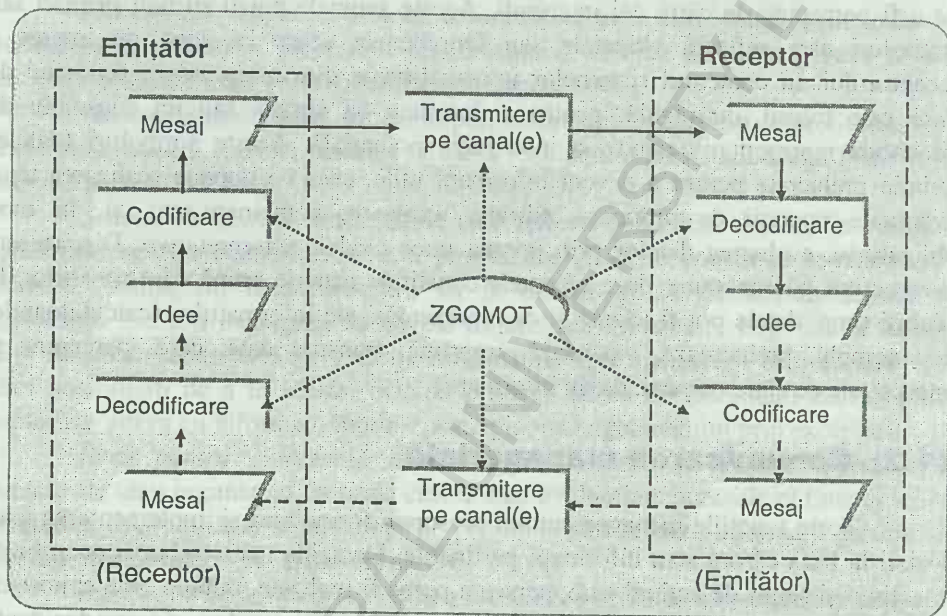 Emițător
Receptor
Mesaj
Transmitere
pe canal(e)
Mesaj
Codificare
Decodificare
Idee
ZGOMOT
Idee
Decodificare
Codificare
Mesaj
Transmitere
pe canal(e)
Mesaj
(Receptor)
(Emițător)